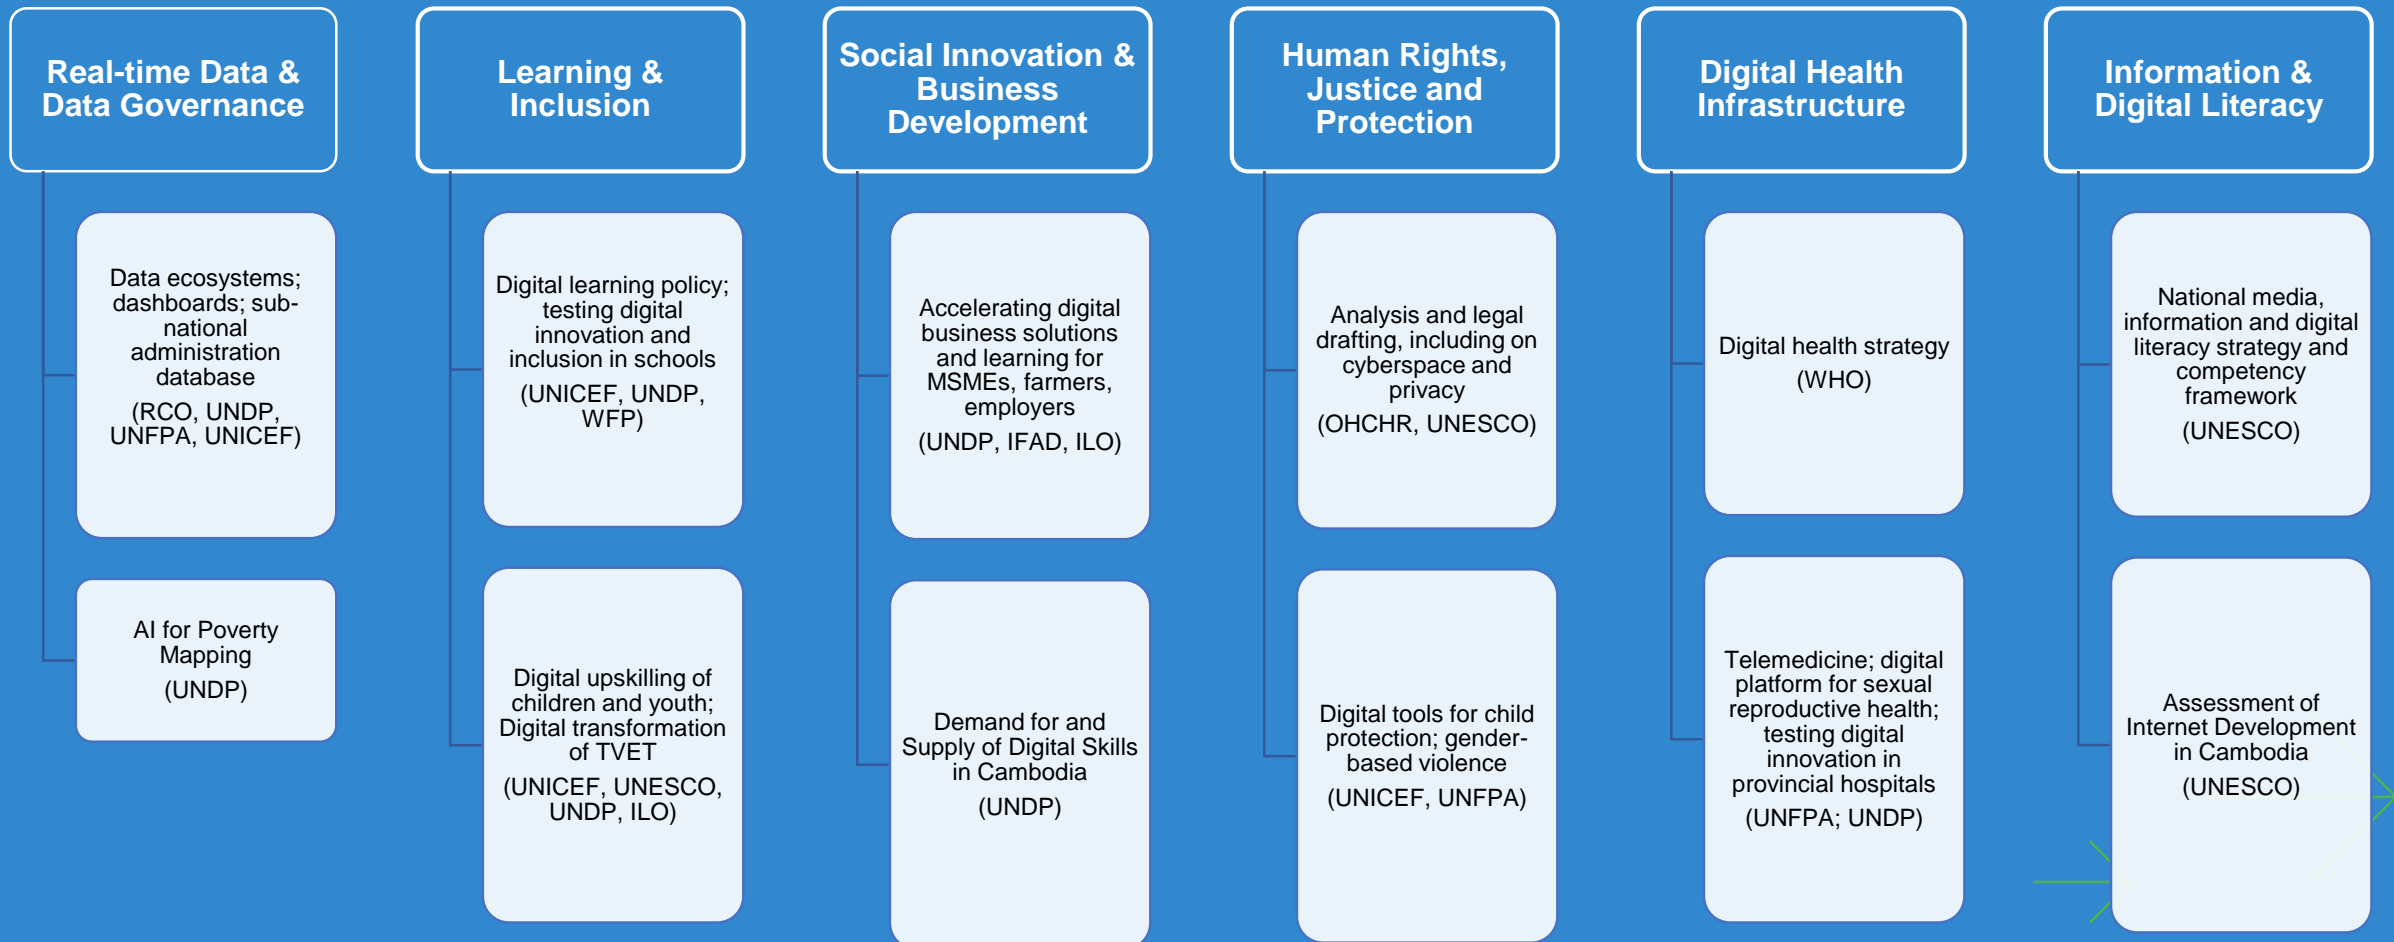 Real-time Data &
Data Governance
Data ecosystems;
dashboards; sub-
national
administration
database
(RCO, UNDP,
UNFPA, UNICEF)
AI for Poverty
Mapping
(UNDP)
Learning &
Inclusion
Digital learning policy;
testing digital
innovation and
inclusion in schools
(UNICEF, UNDP,
WFP)
Digital upskilling of
children and youth;
Digital transformation
of TVET
(UNICEF, UNESCO,
UNDP, ILO)
Social Innovation &
Business
Development
Accelerating digital
business solutions
and learning for
MSMEs, farmers,
employers
(UNDP, IFAD, ILO)
Demand for and
Supply of Digital Skills
in Cambodia
(UNDP)
Human Rights,
Justice and
Protection
Analysis and legal
drafting, including on
cyberspace and
privacy
(OHCHR, UNESCO)
Digital tools for child
protection; gender-
based violence
(UNICEF, UNFPA)
Digital Health
Infrastructure
Digital health strategy
(WHO)
Telemedicine; digital
platform for sexual
reproductive health;
testing digital
innovation in
provincial hospitals
(UNFPA; UNDP)
Information &
Digital Literacy
National media,
information and digital
literacy strategy and
competency
framework
(UNESCO)
Assessment of
Internet Development
in Cambodia
(UNESCO)